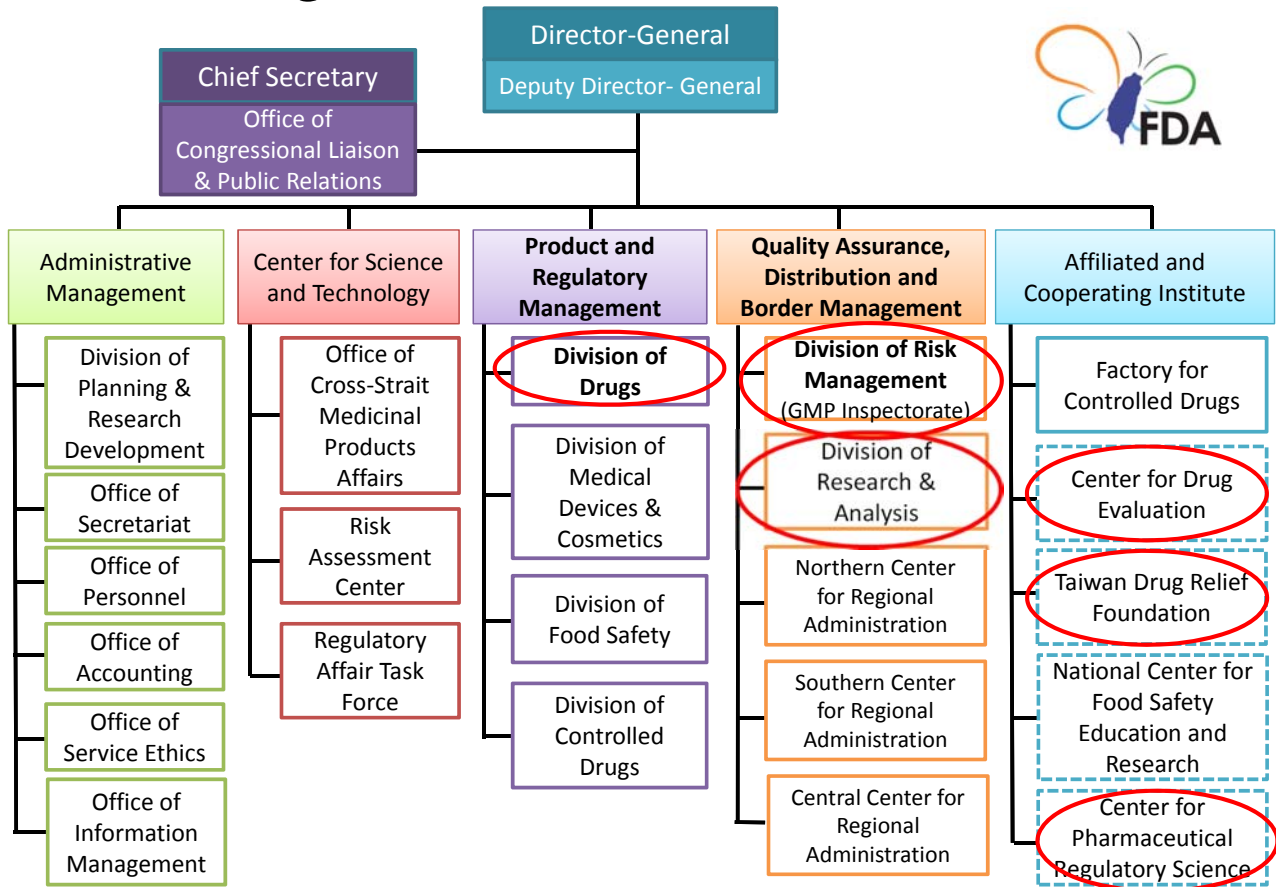 Director-General
Deputy Director- General
Chief Secretary
Office of
Congressional Liaison
& Public Relations
FDA
Administrative
Management
Division of
Planning &
Research
Development
Office of
Secretariat
Office of
Personnel
Office of
Accounting
Office of
Service Ethics
Office of
Information
Management
Center for Science
and Technology
Office of
Cross-Strait
Medicinal
Products
Affairs
Risk
Assessment
Center
Regulatory
Affair Task
Force
Product and
Regulatory
Management
Division of
Drugs
Division of
Medical
Devices &
Cosmetics
Division of
Food Safety
Division of
Controlled
Drugs
Quality Assurance,
Distribution and
Border Management
Division of Risk
Management
(GMP Inspectorate)
Division of
Research &
Analysis
Northern Center
for Regional
Administration
Southern Center
for Regional
Administration
Central Center for
Regional
Administration
Affiliated and
Cooperating Institute
Factory for
Controlled Drugs
Center for Drug
Evaluation
Taiwan Drug Relief
Foundation
National Center for
Food Safety
Education and
Research
Center for
Pharmaceutical
Regulatory Science